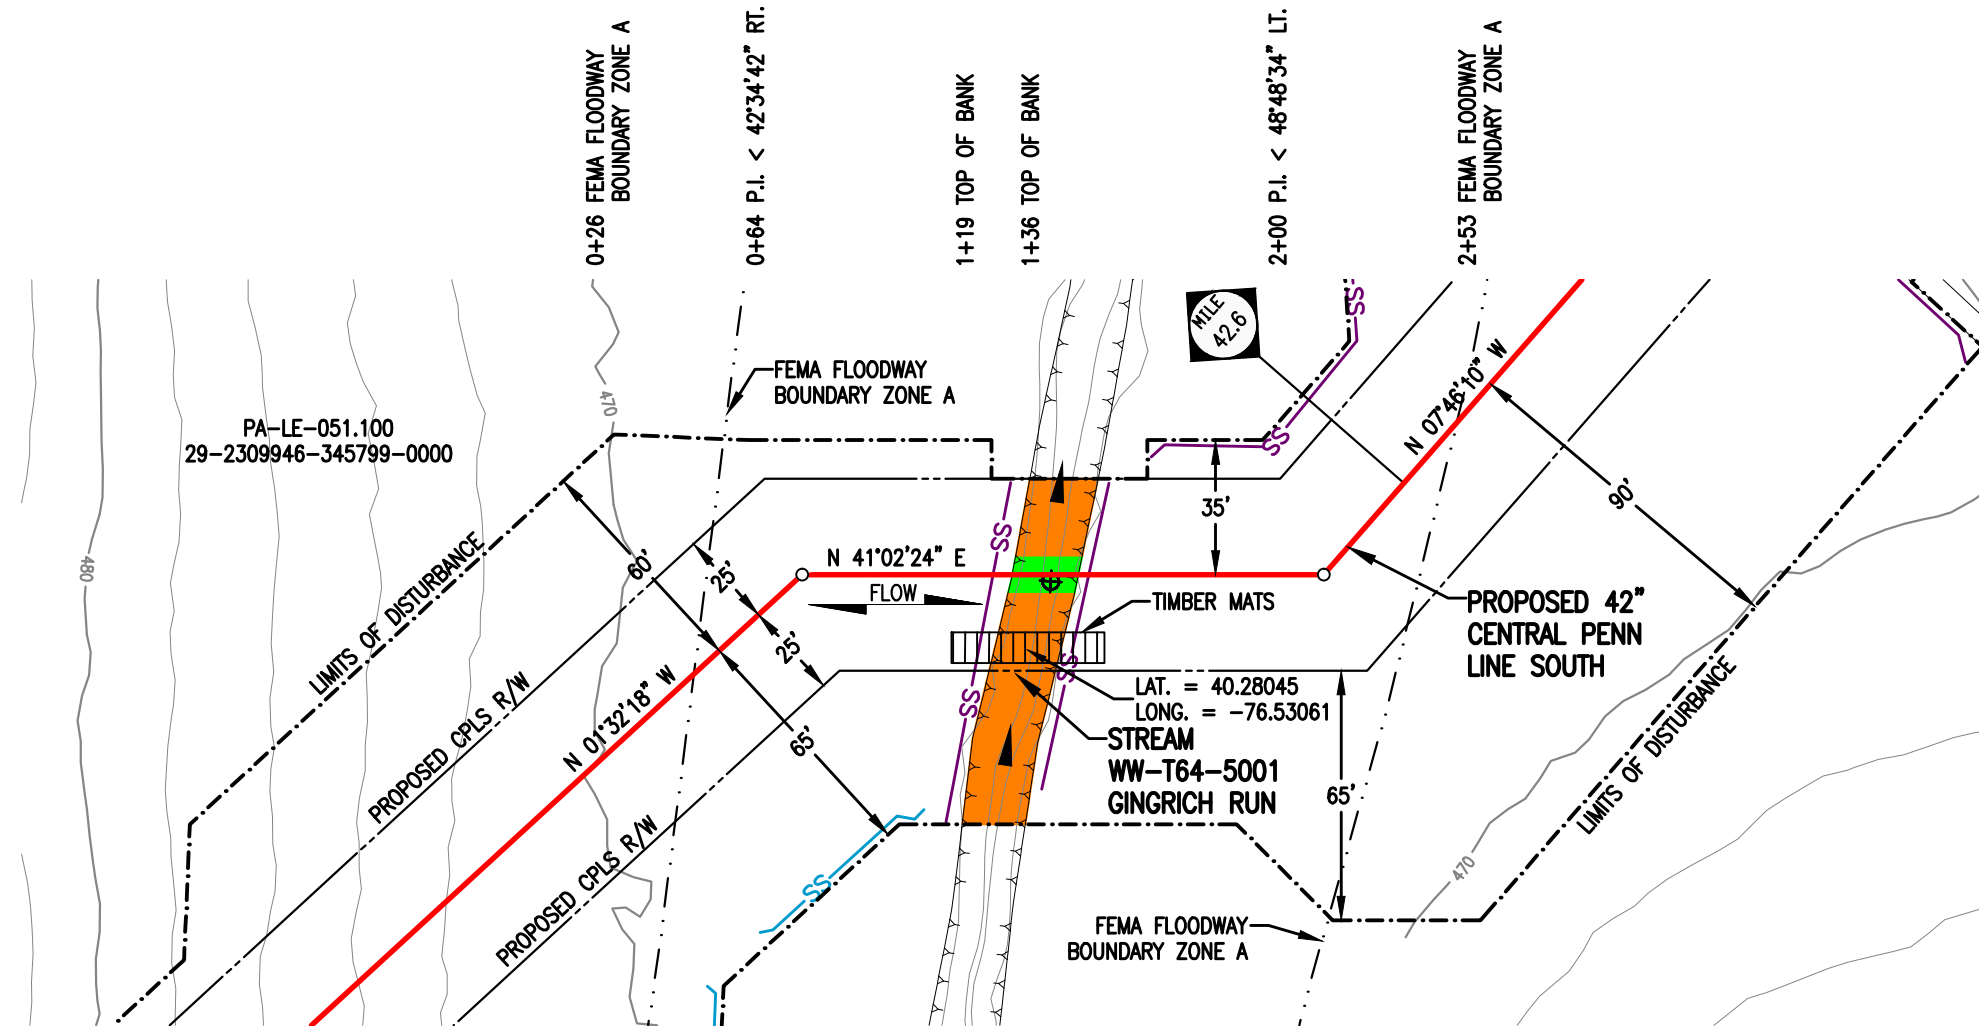 0+26 FEMA FLOODWAY
BOUNDARY ZONE A
0+64 P.I. < 42°34'42" RT.
1+19 TOP OF BANK
1+36 TOP OF BANK
2+00 P.I. < 48°48'34" LT.
2+53 FEMA FLOODWAY
BOUNDARY ZONE A
MILE
42.6
SS
FEMA FLOODWAY
BOUNDARY ZONE A
470
PA-LE-051.100
29-2309946-345799-0000
N 07°46'10" W
SS
35'
90'
SS
480
LIMITS OF DISTURBANCE
60'
25'
N 41°02'24" E
FLOW
TIMBER MATS
PROPOSED 42"
CENTRAL PENN
LINE SOUTH
25'
SS
SS
LAT. = 40.28045
LONG. = -76.53061
STREAM
WW-T64-5001
GINGRICH RUN
N 01°32'18" W
PROPOSED CPLS R/W
65'
65'
LIMITS OF DISTURBANCE
PROPOSED CPLS R/W
SS
470
FEMA FLOODWAY
BOUNDARY ZONE A